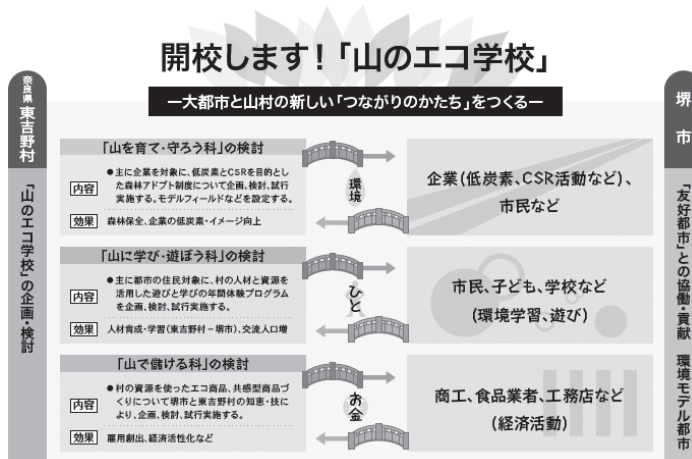 開校します!「山のエコ学校」
ー大都市と山村の新しい「つながりのかたち」をつくるー
奈良県 東吉野村
「山のエコ学校」の企画・検討
「山を育て・守ろう科」の検討
内容
●主に企業を対象に、低炭素とCSRを目的とし
た森林アドプト制度について企画、検討、試行
実施する。モデルフィールドなどを設定する。
効果
森林保全、企業の低炭素・イメージ向上
環境
企業(低炭素、CSR活動など)、
市民など
「山に学び・遊ぼう科」の検討
内容
●主に都市の住民対象に、村の人材と資源を
活用した遊びと学びの年間体験プログラム
を企画、検討、試行実施する。
効果
人材育成・学習(東吉野村−堺市)、交流人口増
ひと
市民、子ども、学校など
(環境学習、遊び)
「山で儲ける科」の検討
内容
●村の資源を使ったエコ商品、共感型商品づ
くりについて堺市と東吉野村の知恵・技に
より、企画、検討、試行実施する。
効果
雇用創出、経済活性化など
お金
商工、食品業者、工務店など
(経済活動)
堺市
「友好都市」との協働・貢献 環境モデル都市